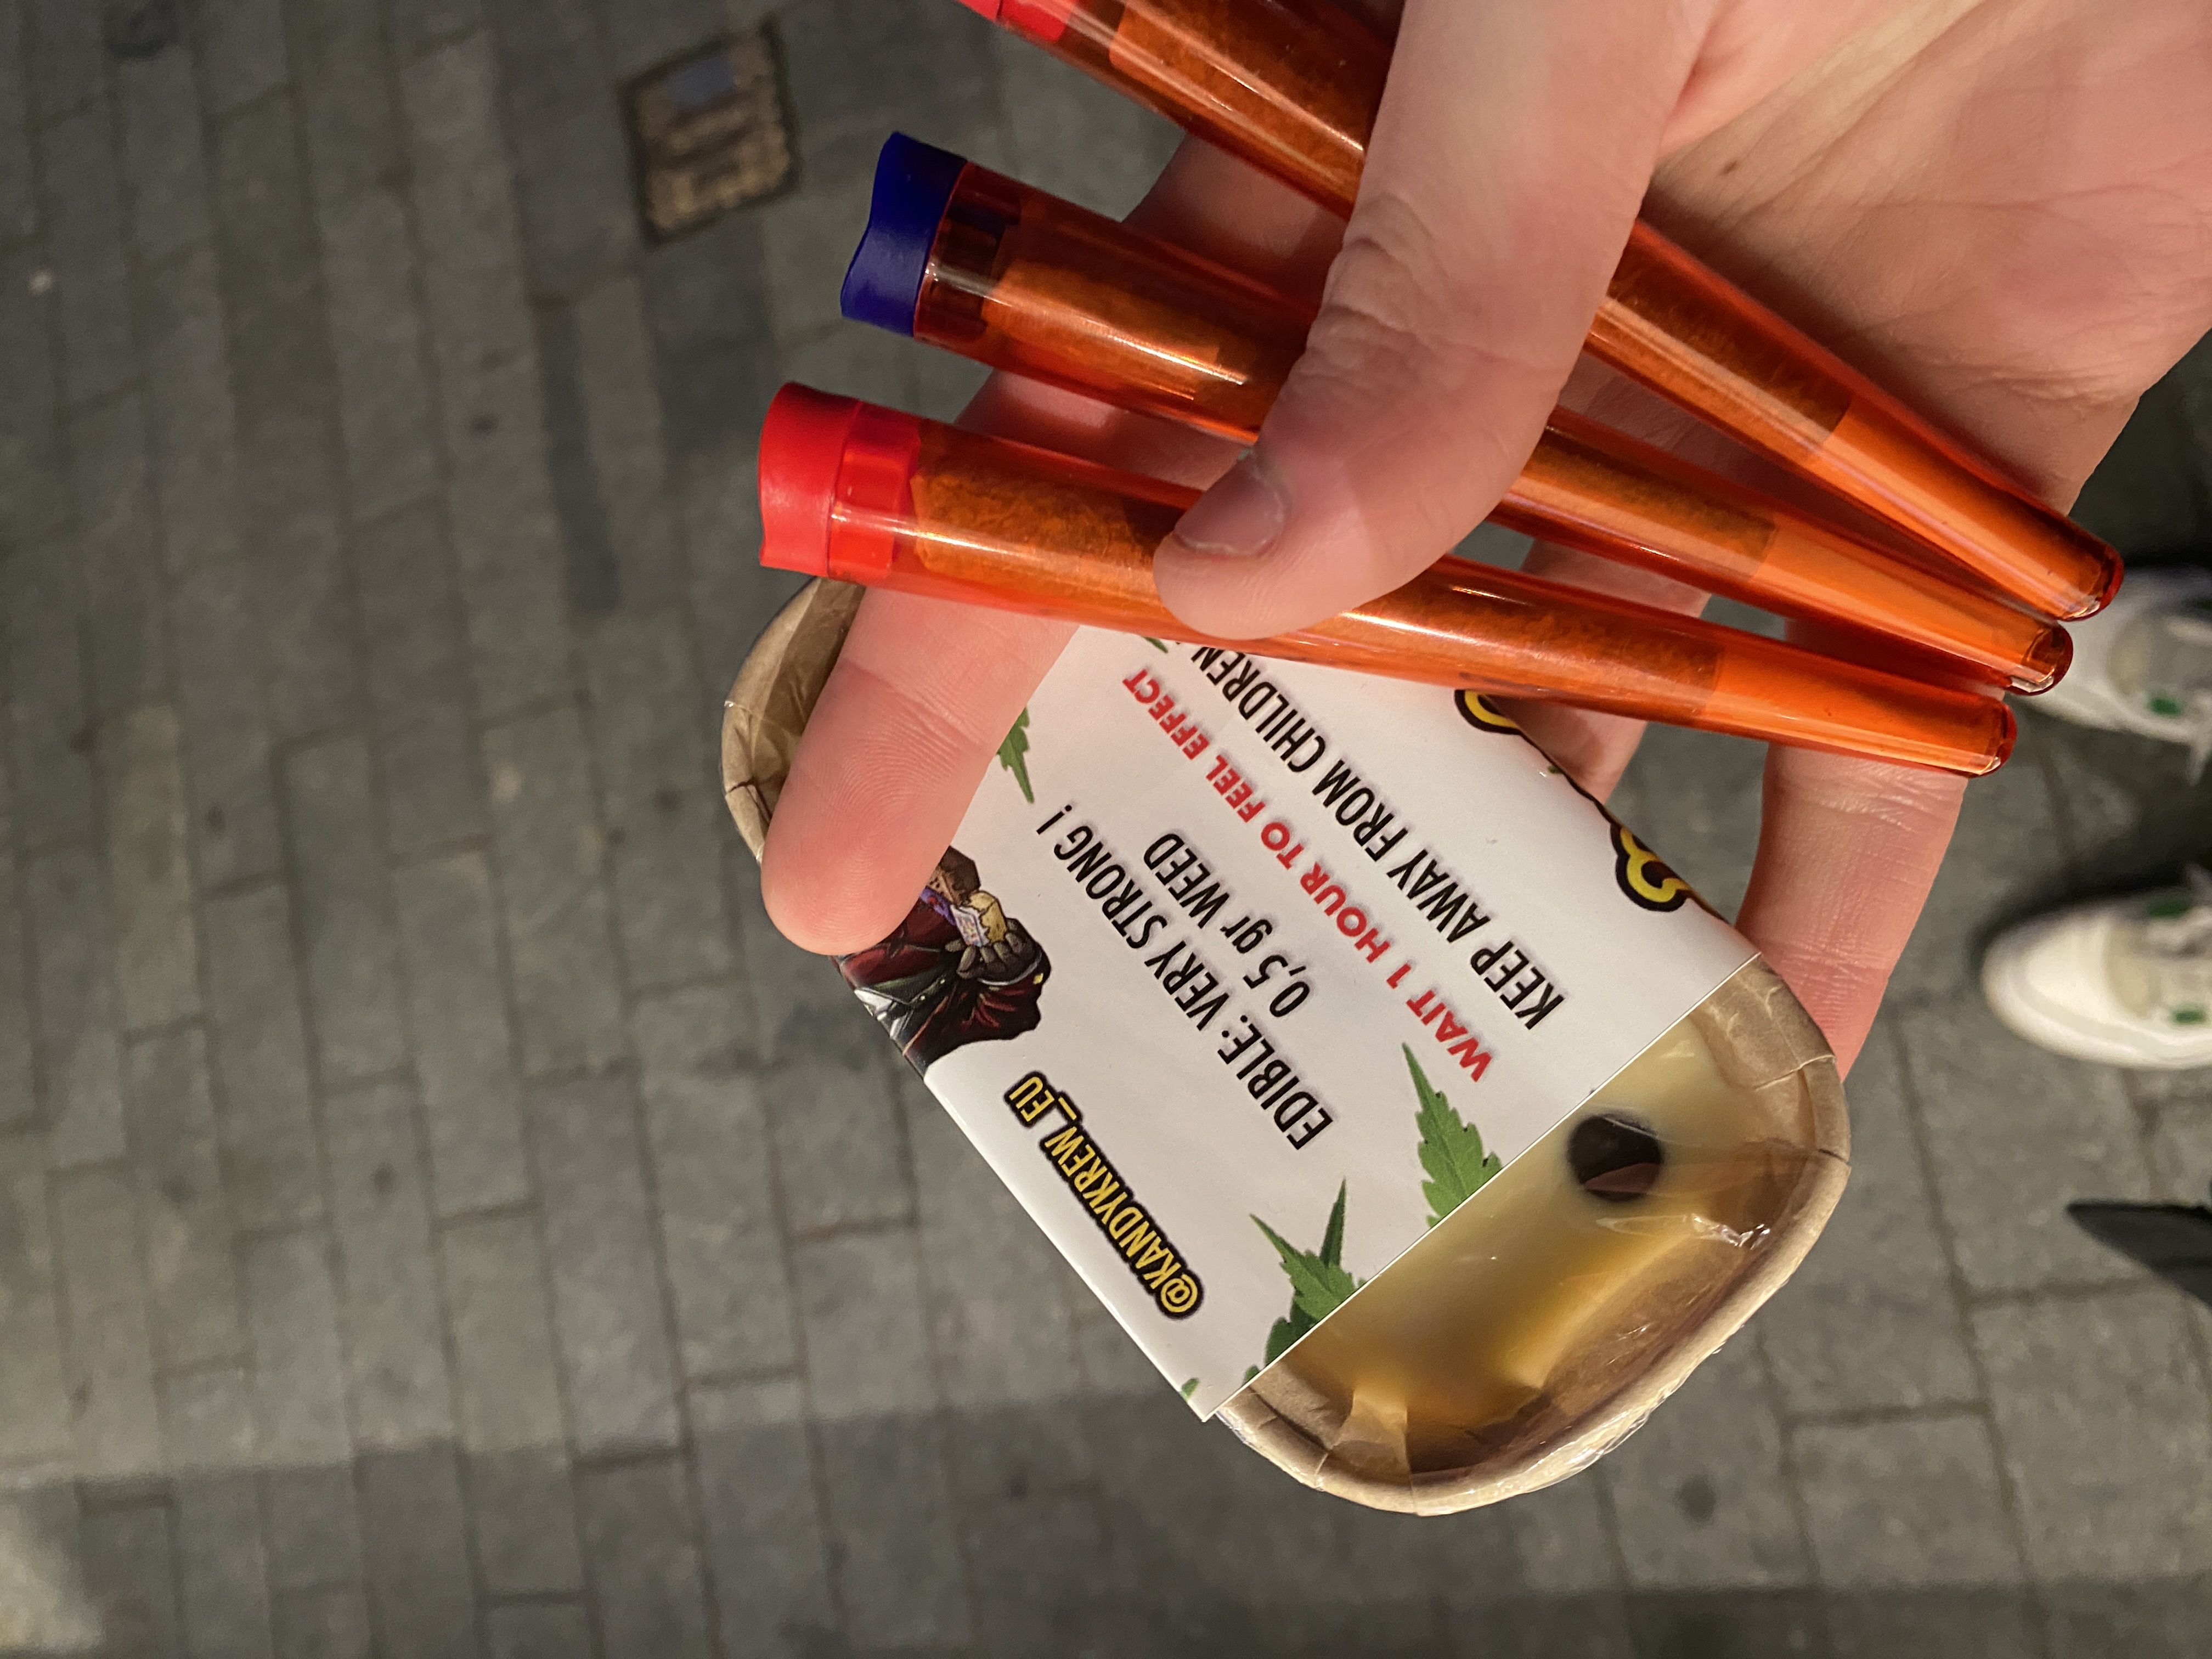 @KANDYKREW_EU
EDIBLE: VERY STRONG !
0,5 gr WEED
WAIT 1 HOUR TO FEEL EFFECT
KEEP AWAY FROM CHILDREN